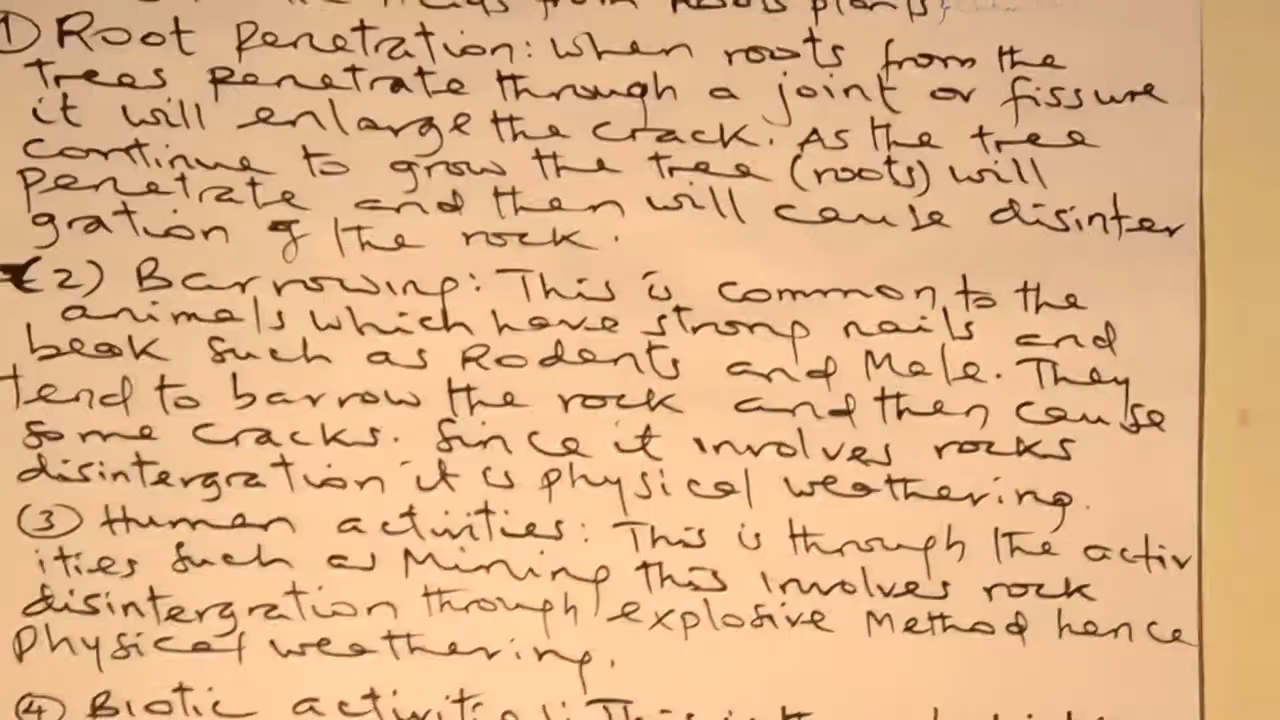 from plants
① Root penetration: when roots from the
trees penetrate through a joint or fissure
it will enlarge the crack. As the tree
continue to grow the tree (roots) will
penetrate and then will cause disinter
gration of the rock.
(2) Barrowing: This is common to the
animals which have strong nails and
beak such as Rodents and Mole. They
tend to barrow the rock and then cause
some cracks. Since it involves rocks
disintergration it is physical weathering.
③ Human activities: This is through the activ
ities such as Mining this involves rock
disintergration through explosive Method hence
Physical weathering.
④ Biotic